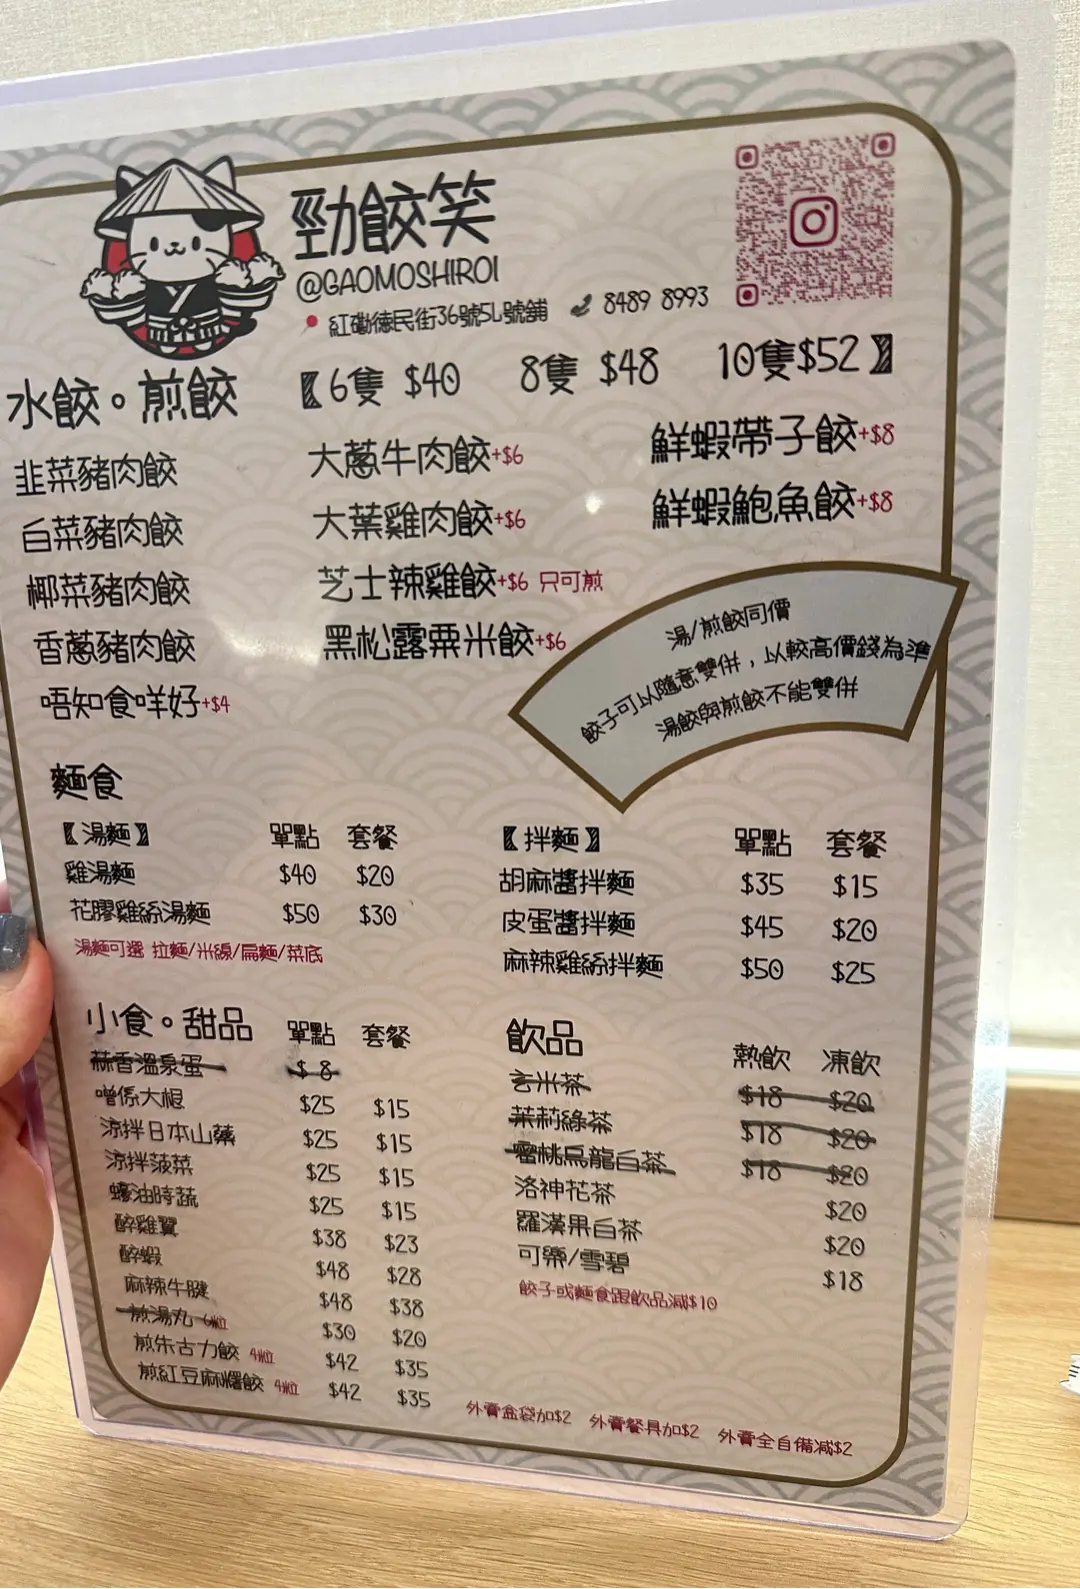 勁餃笑
@GAOMOSHIROI
紅磡德民街36號5L號舖 8489 8993
水餃。煎餃 【6隻 $40 8隻 $48 10隻$52】
韭菜豬肉餃 大蔥牛肉餃+$6 鮮蝦帶子餃+$8
白菜豬肉餃 大葉雞肉餃+$6 鮮蝦鮑魚餃+$8
椰菜豬肉餃 芝士辣雞餃+$6 只可煎
香蔥豬肉餃 黑松露粟米餃+$6
唔知食咩好+$4
湯/煎餃同價
餃子可以隨意雙併，以較高價錢為準
湯餃與煎餃不能雙併
麵食
【湯麵】 單點 套餐
雞湯麵 $40 $20
花膠雞絲湯麵 $50 $30
湯麵可選 拉麵/米線/扁麵/菜底
【拌麵】 單點 套餐
胡麻醬拌麵 $35 $15
皮蛋醬拌麵 $45 $20
麻辣雞絲拌麵 $50 $25
小食。甜品 單點 套餐
蒜香溫泉蛋 $8
噌係大根 $25 $15
涼拌日本山藥 $25 $15
涼拌菠菜 $25 $15
蠔油時蔬 $25 $15
醉雞翼 $38 $23
醉蝦 $48 $28
麻辣牛腱 $48 $38
煎湯丸 6粒 $30 $20
煎朱古力餃 4粒 $42 $35
煎紅豆麻糬餃 4粒 $42 $35
飲品 熱飲 凍飲
玄米茶 $18 $20
茉莉綠茶 $18 $20
蜜桃烏龍白茶 $18 $20
洛神花茶 $20
羅漢果白茶 $20
可樂/雪碧 $18
餃子或麵食跟飲品減$10
外賣盒袋加$2 外賣餐具加$2 外賣全自備減$2